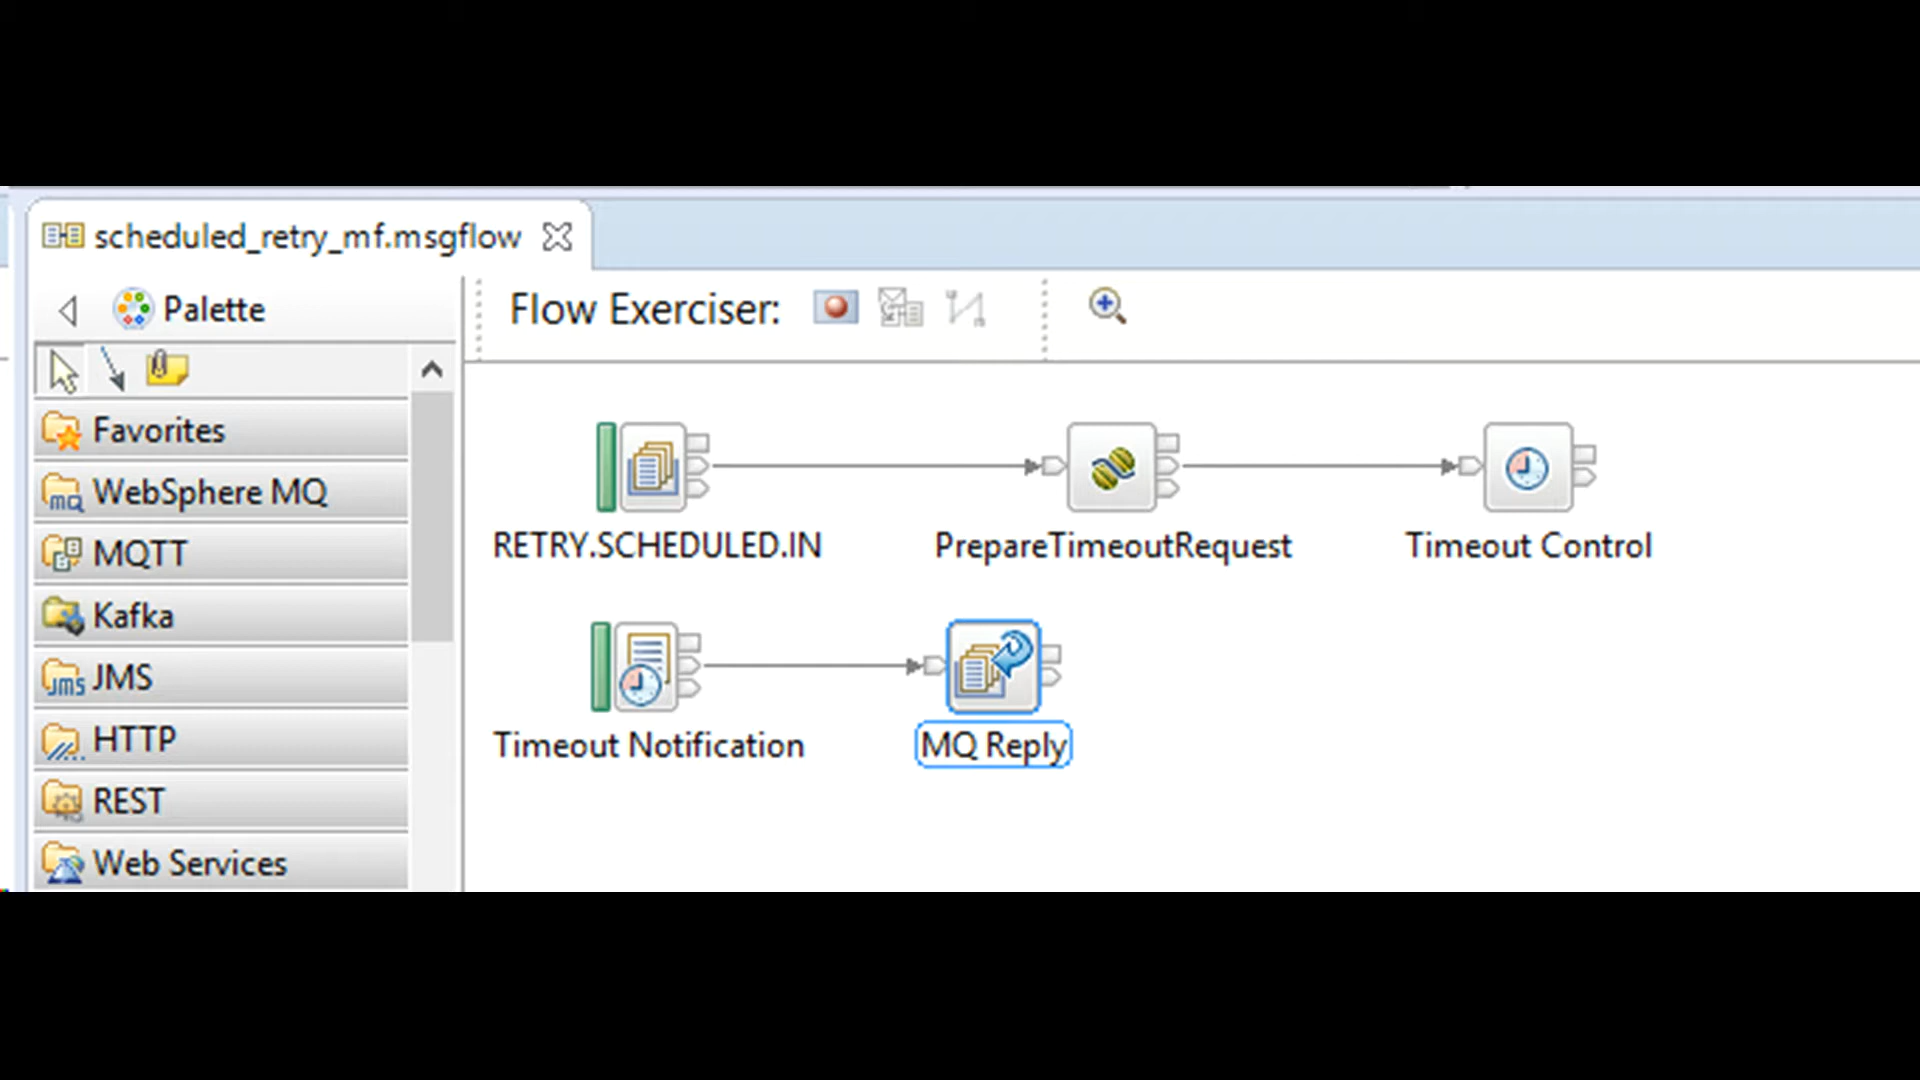 scheduled_retry_mf.msgflow
Palette
Flow Exerciser:
Favorites
WebSphere MQ
MQTT
Kafka
JMS
HTTP
REST
Web Services
RETRY.SCHEDULED.IN
PrepareTimeoutRequest
Timeout Control
Timeout Notification
MQ Reply